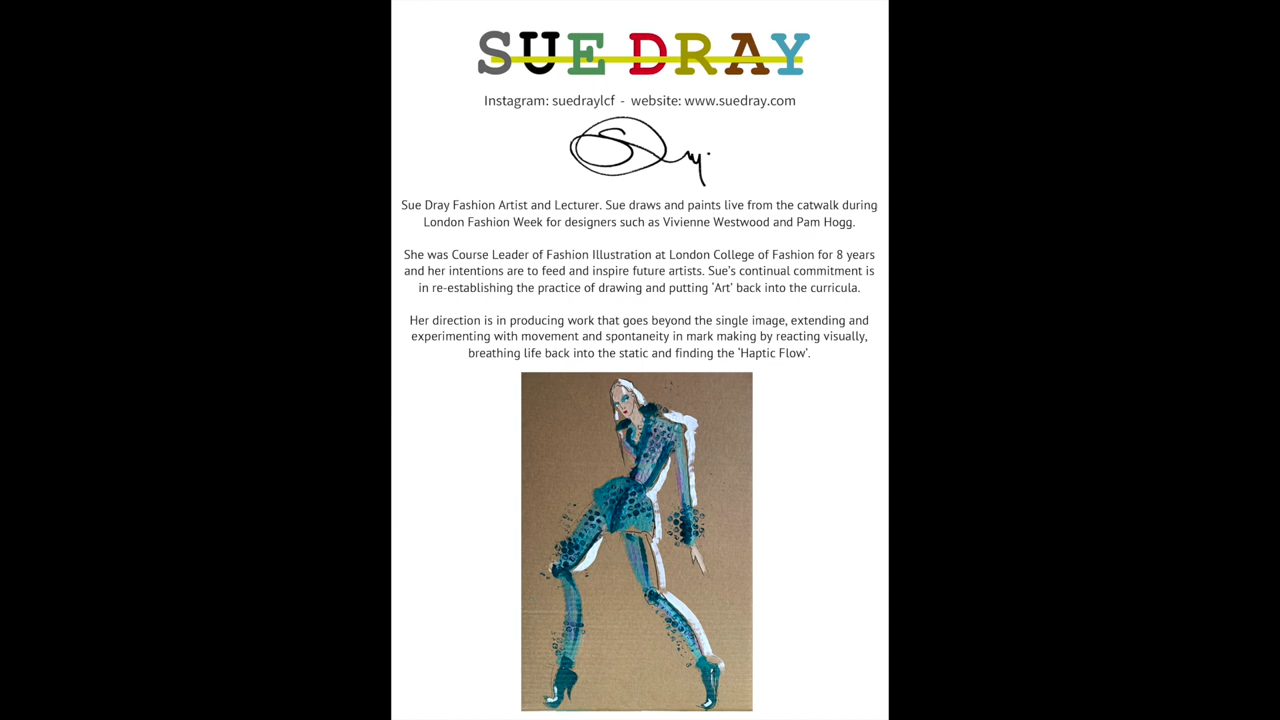 SUE DRAY
Instagram: suedraylcf - website: www.suedray.com
Sue Dray Fashion Artist and Lecturer. Sue draws and paints live from the catwalk during
London Fashion Week for designers such as Vivienne Westwood and Pam Hogg.
She was Course Leader of Fashion Illustration at London College of Fashion for 8 years
and her intentions are to feed and inspire future artists. Sue's continual commitment is
in re-establishing the practice of drawing and putting ‘Art’ back into the curricula.
Her direction is in producing work that goes beyond the single image, extending and
experimenting with movement and spontaneity in mark making by reacting visually,
breathing life back into the static and finding the ‘Haptic Flow’.